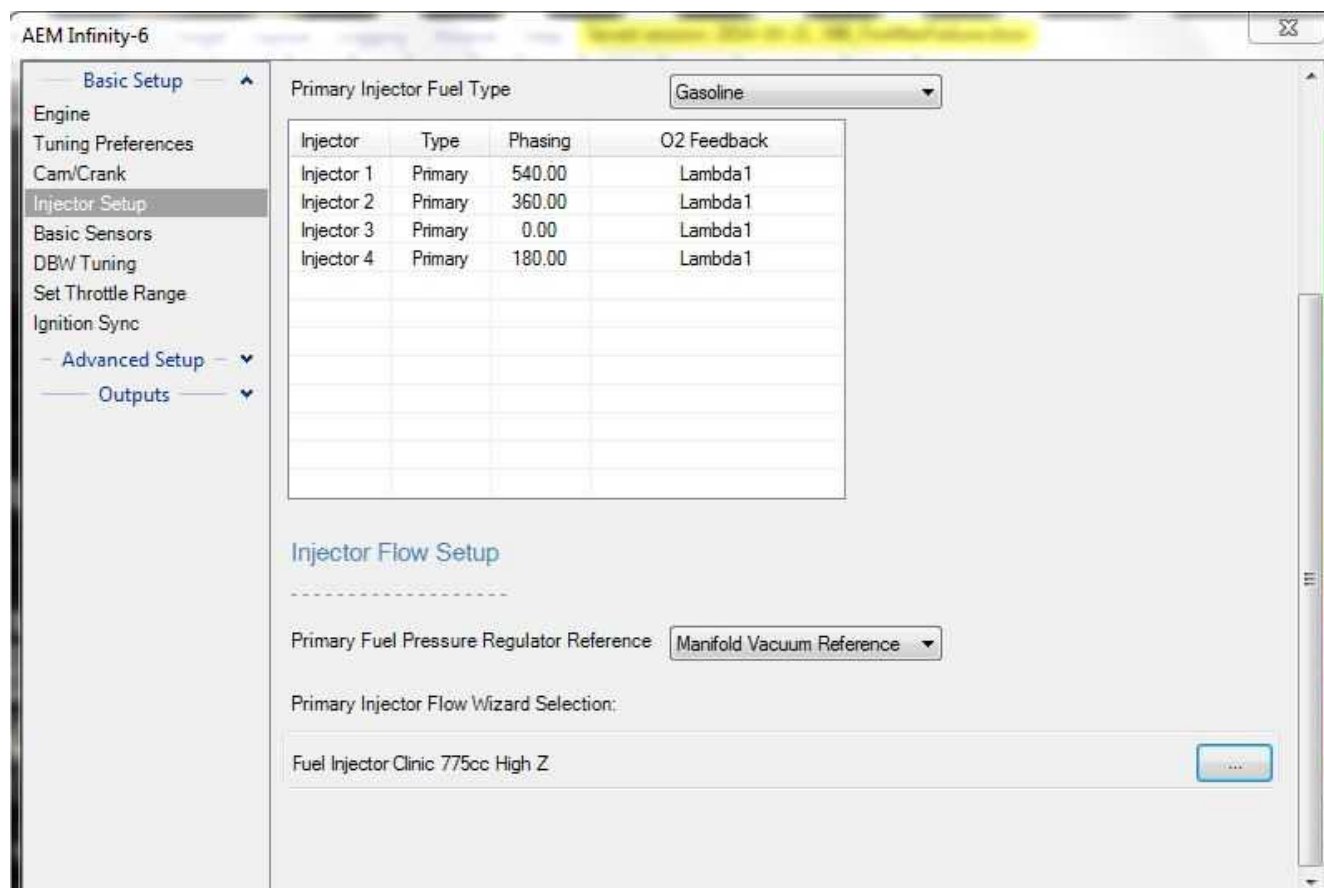 AEM Infinity-6
Basic Setup
Engine
Tuning Preferences
Cam/Crank
Injector Setup
Basic Sensors
DBW Tuning
Set Throttle Range
Ignition Sync
Advanced Setup
Outputs
Primary Injector Fuel Type Gasoline
Injector Type Phasing O2 Feedback
Injector 1 Primary 540.00 Lambda1
Injector 2 Primary 360.00 Lambda1
Injector 3 Primary 0.00 Lambda1
Injector 4 Primary 180.00 Lambda1
Injector Flow Setup
-------------------
Primary Fuel Pressure Regulator Reference Manifold Vacuum Reference
Primary Injector Flow Wizard Selection:
Fuel Injector Clinic 775cc High Z ...